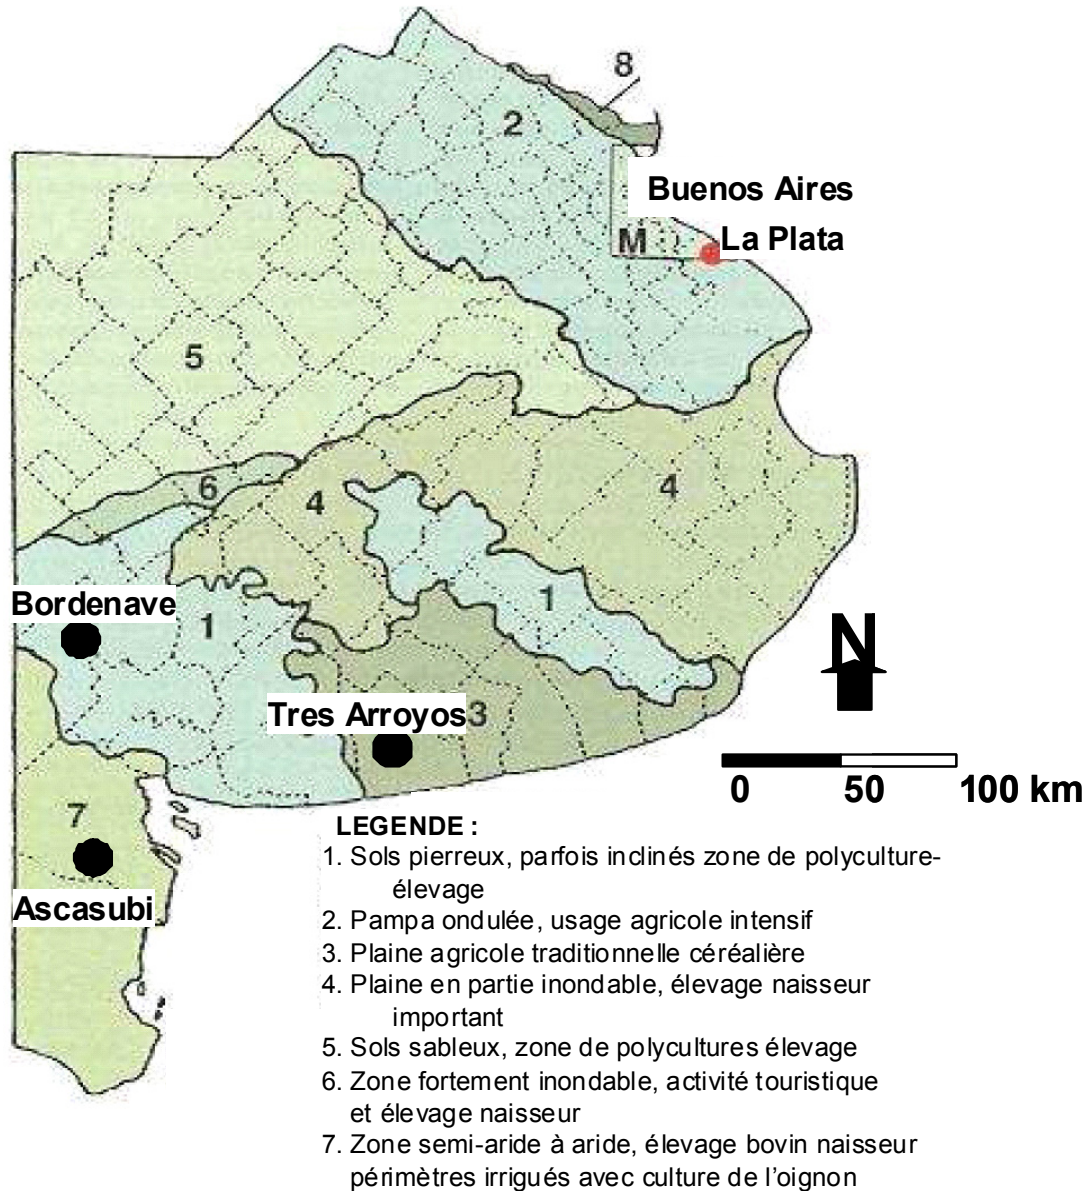 8
2
Buenos Aires
M
La Plata
5
6
4
4
Bordenave
1
1
N
Tres Arroyos
3
0 50 100 km
7
Ascasubi
LEGENDE :
1. Sols pierreux, parfois inclinés zone de polyculture-
élevage
2. Pampa ondulée, usage agricole intensif
3. Plaine agricole traditionnelle céréalière
4. Plaine en partie inondable, élevage naisseur
important
5. Sols sableux, zone de polycultures élevage
6. Zone fortement inondable, activité touristique
et élevage naisseur
7. Zone semi-aride à aride, élevage bovin naisseur
périmètres irrigués avec culture de l'oignon